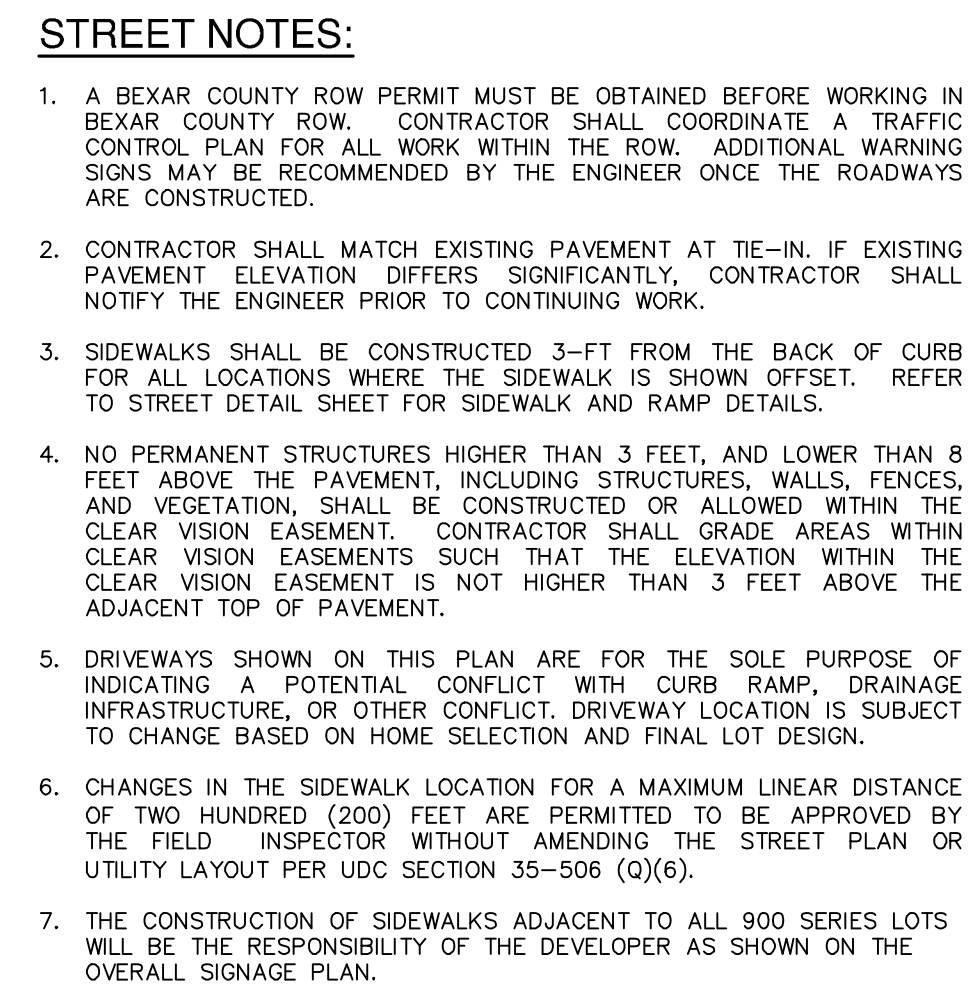 STREET NOTES:
1. A BEXAR COUNTY ROW PERMIT MUST BE OBTAINED BEFORE WORKING IN
BEXAR COUNTY ROW. CONTRACTOR SHALL COORDINATE A TRAFFIC
CONTROL PLAN FOR ALL WORK WITHIN THE ROW. ADDITIONAL WARNING
SIGNS MAY BE RECOMMENDED BY THE ENGINEER ONCE THE ROADWAYS
ARE CONSTRUCTED.
2. CONTRACTOR SHALL MATCH EXISTING PAVEMENT AT TIE-IN. IF EXISTING
PAVEMENT ELEVATION DIFFERS SIGNIFICANTLY, CONTRACTOR SHALL
NOTIFY THE ENGINEER PRIOR TO CONTINUING WORK.
3. SIDEWALKS SHALL BE CONSTRUCTED 3-FT FROM THE BACK OF CURB
FOR ALL LOCATIONS WHERE THE SIDEWALK IS SHOWN OFFSET. REFER
TO STREET DETAIL SHEET FOR SIDEWALK AND RAMP DETAILS.
4. NO PERMANENT STRUCTURES HIGHER THAN 3 FEET, AND LOWER THAN 8
FEET ABOVE THE PAVEMENT, INCLUDING STRUCTURES, WALLS, FENCES,
AND VEGETATION, SHALL BE CONSTRUCTED OR ALLOWED WITHIN THE
CLEAR VISION EASEMENT. CONTRACTOR SHALL GRADE AREAS WITHIN
CLEAR VISION EASEMENTS SUCH THAT THE ELEVATION WITHIN THE
CLEAR VISION EASEMENT IS NOT HIGHER THAN 3 FEET ABOVE THE
ADJACENT TOP OF PAVEMENT.
5. DRIVEWAYS SHOWN ON THIS PLAN ARE FOR THE SOLE PURPOSE OF
INDICATING A POTENTIAL CONFLICT WITH CURB RAMP, DRAINAGE
INFRASTRUCTURE, OR OTHER CONFLICT. DRIVEWAY LOCATION IS SUBJECT
TO CHANGE BASED ON HOME SELECTION AND FINAL LOT DESIGN.
6. CHANGES IN THE SIDEWALK LOCATION FOR A MAXIMUM LINEAR DISTANCE
OF TWO HUNDRED (200) FEET ARE PERMITTED TO BE APPROVED BY
THE FIELD INSPECTOR WITHOUT AMENDING THE STREET PLAN OR
UTILITY LAYOUT PER UDC SECTION 35-506 (Q)(6).
7. THE CONSTRUCTION OF SIDEWALKS ADJACENT TO ALL 900 SERIES LOTS
WILL BE THE RESPONSIBILITY OF THE DEVELOPER AS SHOWN ON THE
OVERALL SIGNAGE PLAN.